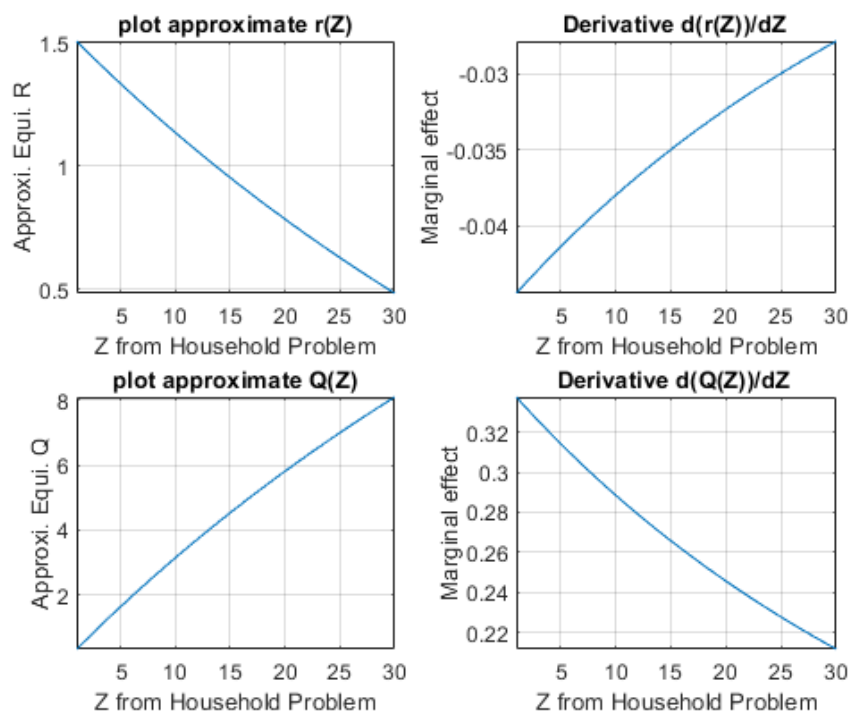 plot approximate r(Z)
Approxi. Equi. R
1.5
1
0.5
5 10 15 20 25 30
Z from Household Problem
Derivative d(r(Z))/dZ
Marginal effect
-0.03
-0.035
-0.04
5 10 15 20 25 30
Z from Household Problem
plot approximate Q(Z)
Approxi. Equi. Q
8
6
4
2
5 10 15 20 25 30
Z from Household Problem
Derivative d(Q(Z))/dZ
Marginal effect
0.32
0.3
0.28
0.26
0.24
0.22
5 10 15 20 25 30
Z from Household Problem